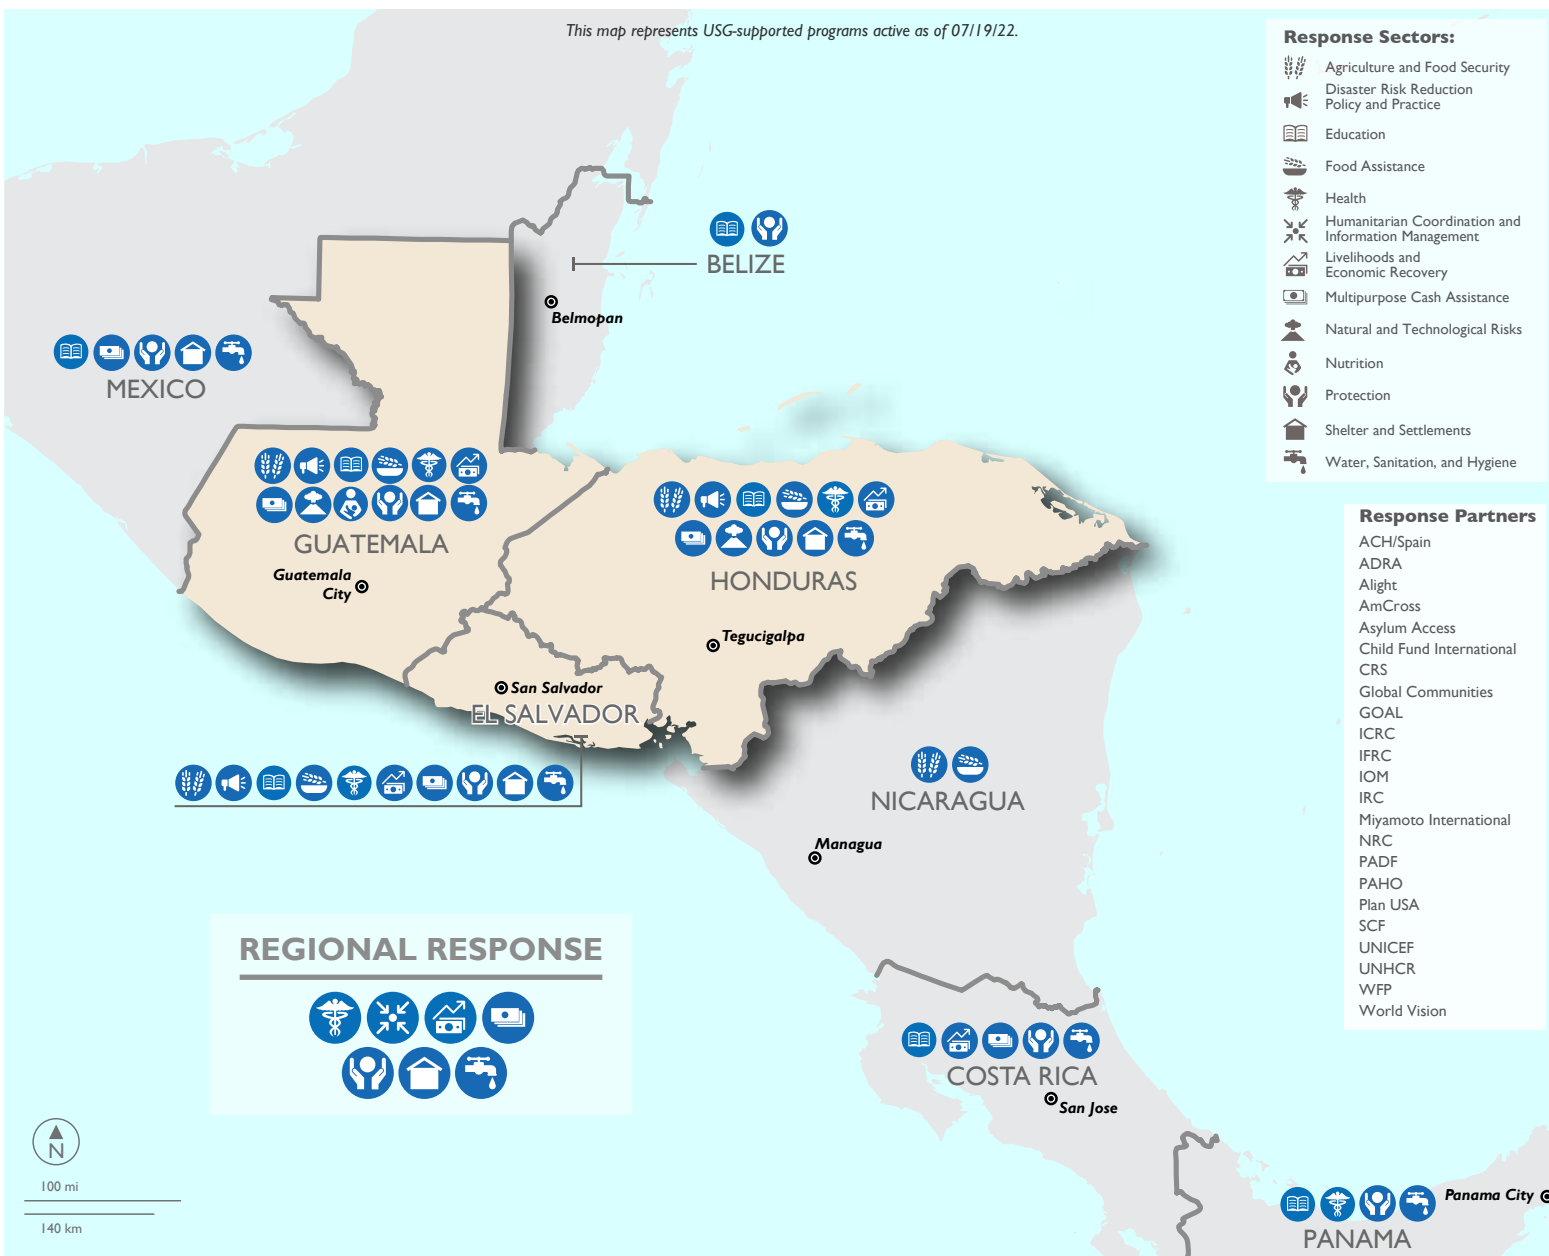 This map represents USG-supported programs active as of 07/19/22.
Response Sectors:
Agriculture and Food Security
Disaster Risk Reduction
Policy and Practice
Education
Food Assistance
Health
Humanitarian Coordination and
Information Management
Livelihoods and
Economic Recovery
Multipurpose Cash Assistance
Natural and Technological Risks
Nutrition
Protection
Shelter and Settlements
Water, Sanitation, and Hygiene
Response Partners
ACH/Spain
ADRA
Alight
AmCross
Asylum Access
Child Fund International
CRS
Global Communities
GOAL
ICRC
IFRC
IOM
IRC
Miyamoto International
NRC
PADF
PAHO
Plan USA
SCF
UNICEF
UNHCR
WFP
World Vision
BELIZE
Belmopan
MEXICO
GUATEMALA
Guatemala
City
HONDURAS
Tegucigalpa
San Salvador
EL SALVADOR
NICARAGUA
Managua
REGIONAL RESPONSE
COSTA RICA
San Jose
Panama City
PANAMA
N
100 mi
140 km